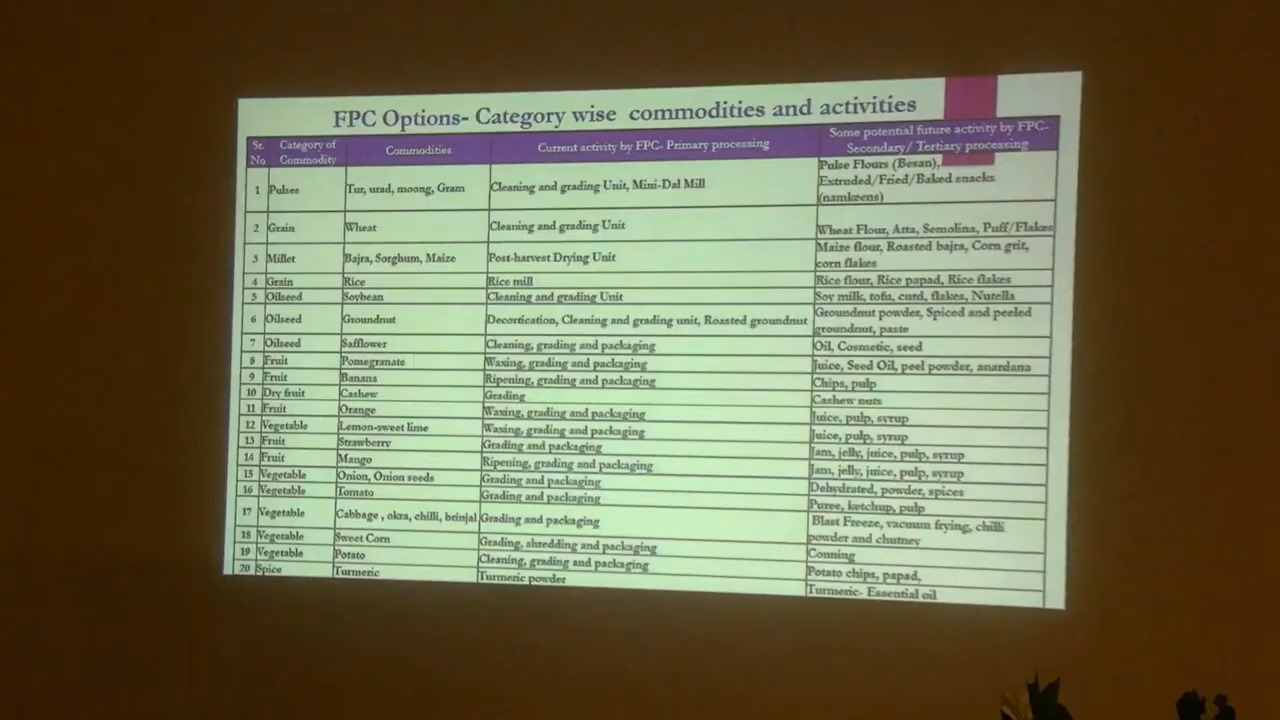 FPC Options- Category wise commodities and activities
Sr. No Category of Commodity Commodities Current activity by FPC- Primary processing Some potential future activity by FPC- Secondary/ Tertiary processing
1 Pulses Tur, urad, moong, Gram Cleaning and grading Unit, Mini-Dal Mill Pulse Flours (Besan), Extruded/Fried/Baked snacks (namkeens)
2 Grain Wheat Cleaning and grading Unit Wheat Flour, Atta, Semolina, Puff/Flakes
3 Millet Bajra, Sorghum, Maize Post-harvest Drying Unit Maize flour, Roasted bajra, Corn grit, corn flakes
4 Grain Rice Rice mill Rice flour, Rice papad, Rice flakes
5 Oilseed Soybean Cleaning and grading Unit Soy milk, tofu, curd, flakes, Nutella
6 Oilseed Groundnut Decortication, Cleaning and grading unit, Roasted groundnut Groundnut powder, Spiced and peeled groundnut, paste
7 Oilseed Safflower Cleaning, grading and packaging Oil, Cosmetic, seed
8 Fruit Pomegranate Waxing, grading and packaging Juice, Seed Oil, peel powder, anardana
9 Fruit Banana Ripening, grading and packaging Chips, pulp
10 Dry fruit Cashew Grading Cashew nuts
11 Fruit Orange Waxing, grading and packaging Juice, pulp, syrup
12 Vegetable Lemon-sweet lime Waxing, grading and packaging Juice, pulp, syrup
13 Fruit Strawberry Grading and packaging Jam, jelly, juice, pulp, syrup
14 Fruit Mango Ripening, grading and packaging Jam, jelly, juice, pulp, syrup
15 Vegetable Onion, Onion seeds Grading and packaging Dehydrated, powder, spices
16 Vegetable Tomato Grading and packaging Puree, ketchup, pulp
17 Vegetable Cabbage , okra, chilli, brinjal Grading and packaging Blast Freeze, vacuum frying, chilli powder and chutney
18 Vegetable Sweet Corn Grading, shredding and packaging Conning
19 Vegetable Potato Cleaning, grading and packaging Potato chips, papad,
20 Spice Turmeric Turmeric powder Turmeric- Essential oil